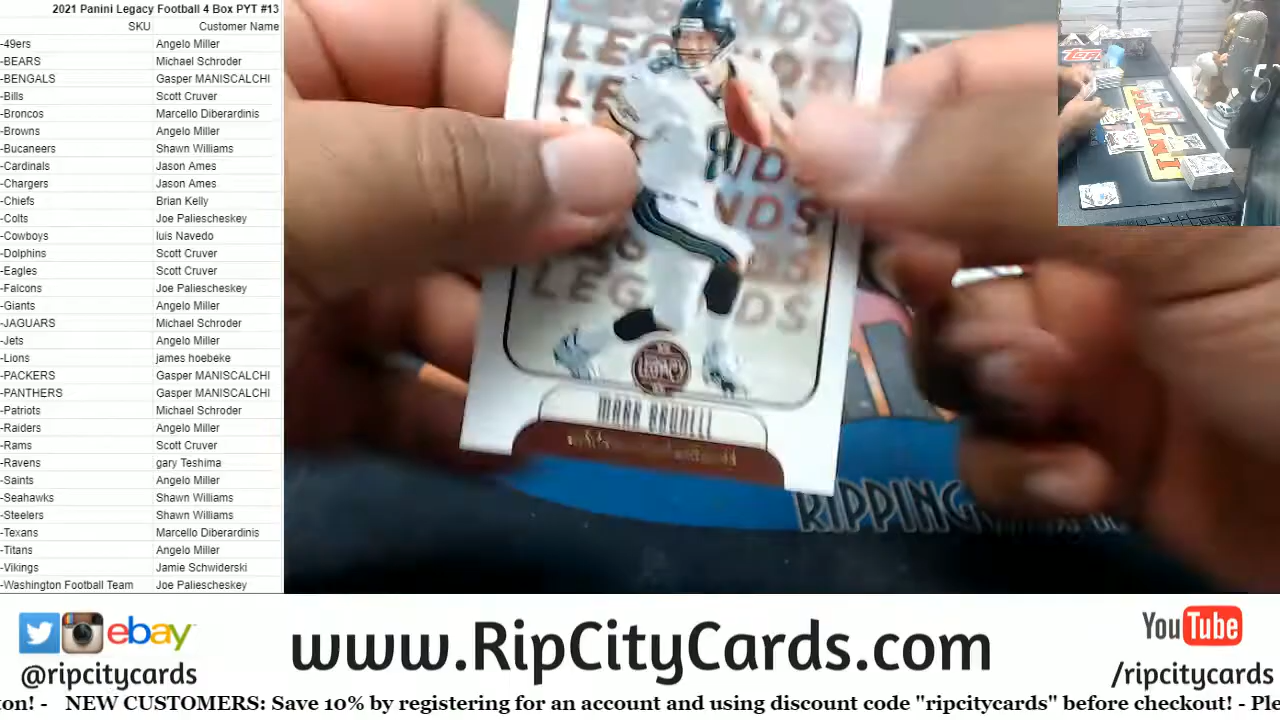 2021 Panini Legacy Football 4 Box PYT #13
SKU Customer Name
-49ers Angelo Miller
-BEARS Michael Schroder
-BENGALS Gasper MANISCALCHI
-Bills Scott Cruver
-Broncos Marcello Diberardinis
-Browns Angelo Miller
-Bucaneers Shawn Williams
-Cardinals Jason Ames
-Chargers Jason Ames
-Chiefs Brian Kelly
-Colts Joe Paliescheskey
-Cowboys luis Navedo
-Dolphins Scott Cruver
-Eagles Scott Cruver
-Falcons Joe Paliescheskey
-Giants Angelo Miller
-JAGUARS Michael Schroder
-Jets Angelo Miller
-Lions james hoebeke
-PACKERS Gasper MANISCALCHI
-PANTHERS Gasper MANISCALCHI
-Patriots Michael Schroder
-Raiders Angelo Miller
-Rams Scott Cruver
-Ravens gary Teshima
-Saints Angelo Miller
-Seahawks Shawn Williams
-Steelers Shawn Williams
-Texans Marcello Diberardinis
-Titans Angelo Miller
-Vikings Jamie Schwiderski
-Washington Football Team Joe Paliescheskey
LEGENDS
Legacy
MARK BRUNELL
RIPPING
PANINI
ebay
@ripcitycards
www.RipCityCards.com
YouTube
/ripcitycards
on! - NEW CUSTOMERS: Save 10% by registering for an account and using discount code "ripcitycards" before checkout! - Ple